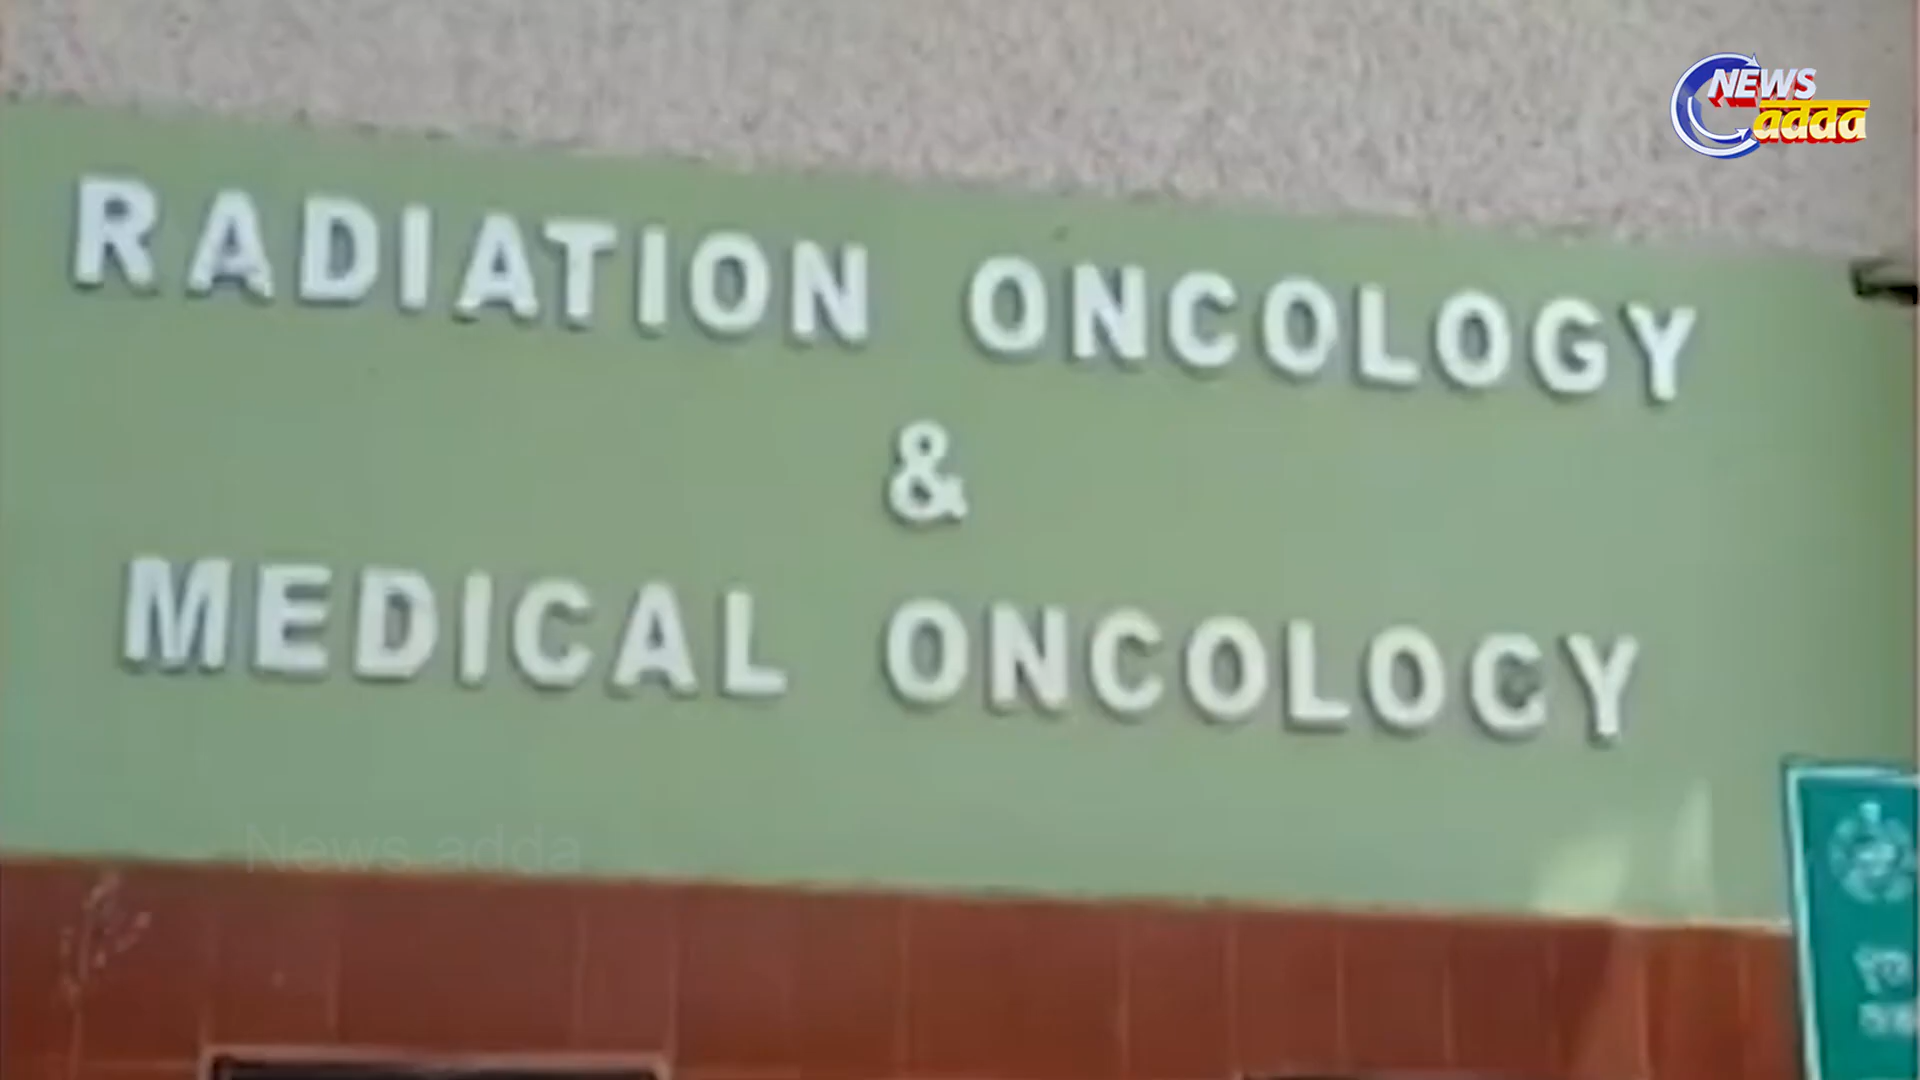 NEWS
adda
RADIATION ONCOLOGY
&
MEDICAL ONCOLOGY
News adda